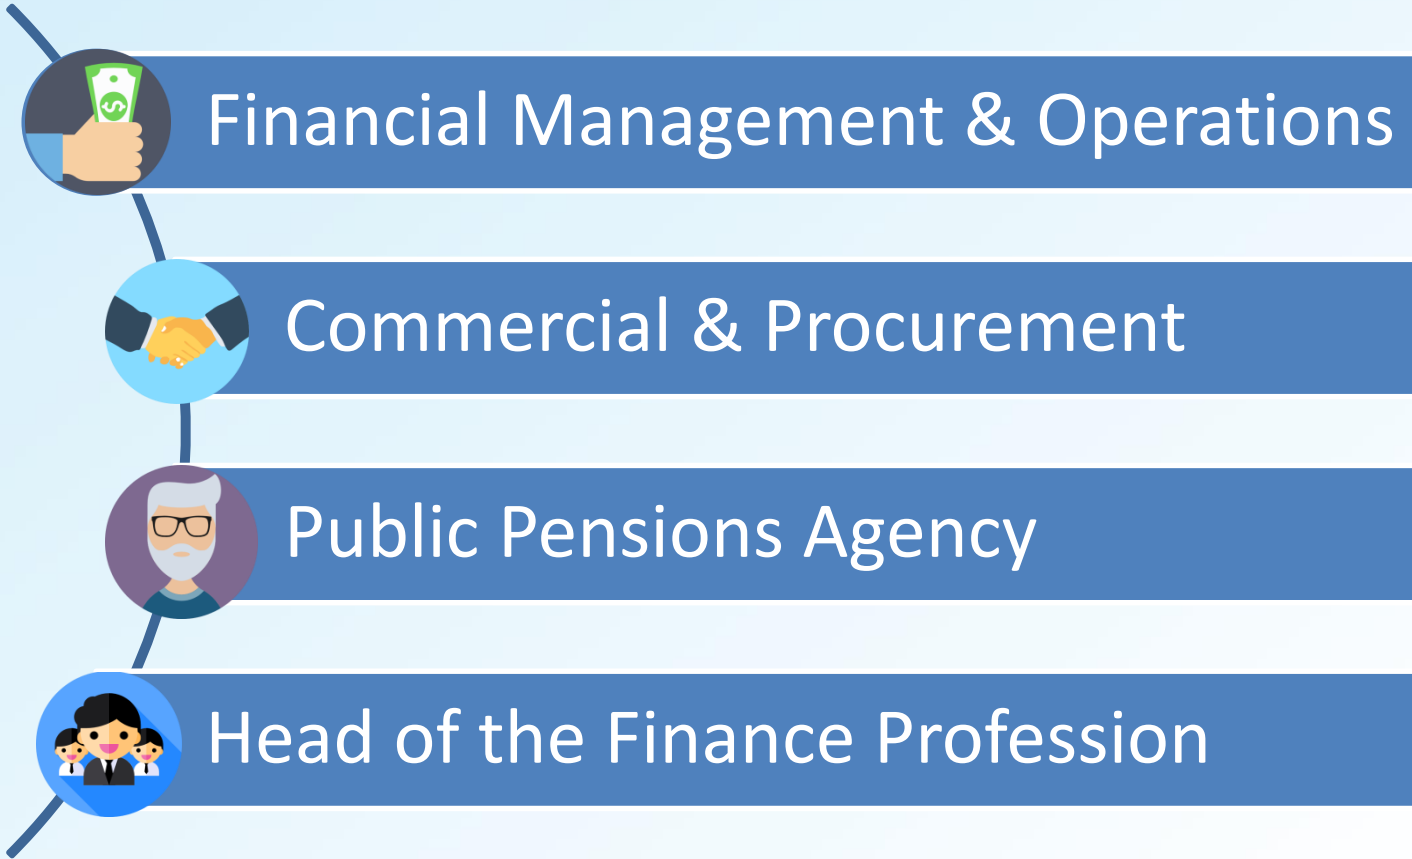 Financial Management & Operations
Commercial & Procurement
Public Pensions Agency
Head of the Finance Profession